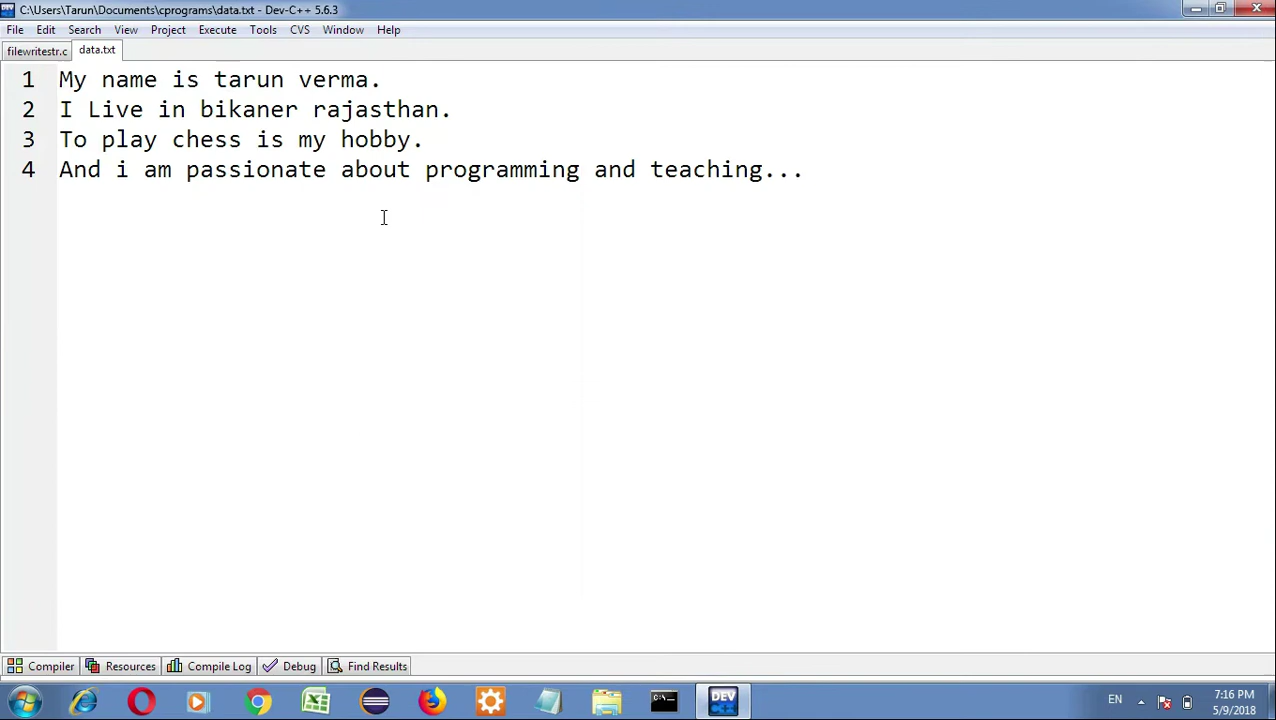 C:\Users\Tarun\Documents\cprograms\data.txt - Dev-C++ 5.6.3
File Edit Search View Project Execute Tools CVS Window Help
filewritestr.c data.txt
1 My name is tarun verma.
2 I Live in bikaner rajasthan.
3 To play chess is my hobby.
4 And i am passionate about programming and teaching...
Compiler Resources Compile Log Debug Find Results
DEV C++ EN 7:16 PM
5/9/2018